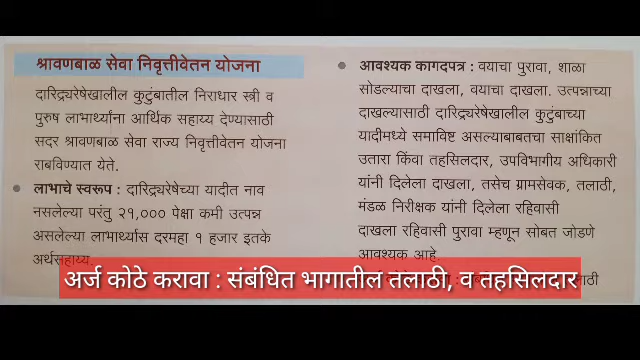 श्रावणबाळ सेवा निवृत्तीवेतन योजना
दारिद्र्यरेषेखालील कुटुंबातील निराधार स्त्री व
पुरुष लाभार्थ्यांना आर्थिक सहाय्य देण्यासाठी
सदर श्रावणबाळ सेवा राज्य निवृत्तीवेतन योजना
राबविण्यात येते.
लाभाचे स्वरूप : दारिद्र्यरेषेच्या यादीत नाव
नसलेल्या परंतु २१,००० पेक्षा कमी उत्पन्न
असलेल्या लाभार्थ्यास दरमहा १ हजार इतके
अर्थसहाय्य.
आवश्यक कागदपत्र : वयाचा पुरावा, शाळा
सोडल्याचा दाखला, वयाचा दाखला. उत्पन्नाच्या
दाखल्यासाठी दारिद्र्यरेषेखालील कुटुंबाच्या
यादीमध्ये समाविष्ट असल्याबाबतचा साक्षांकित
उतारा किंवा तहसिलदार, उपविभागीय अधिकारी
यांनी दिलेला दाखला, तसेच ग्रामसेवक, तलाठी,
मंडळ निरीक्षक यांनी दिलेला रहिवासी
दाखला रहिवासी पुरावा म्हणून सोबत जोडणे
आवश्यक आहे.
अर्ज कोठे करावा : संबंधित भागातील तलाठी, व तहसिलदार